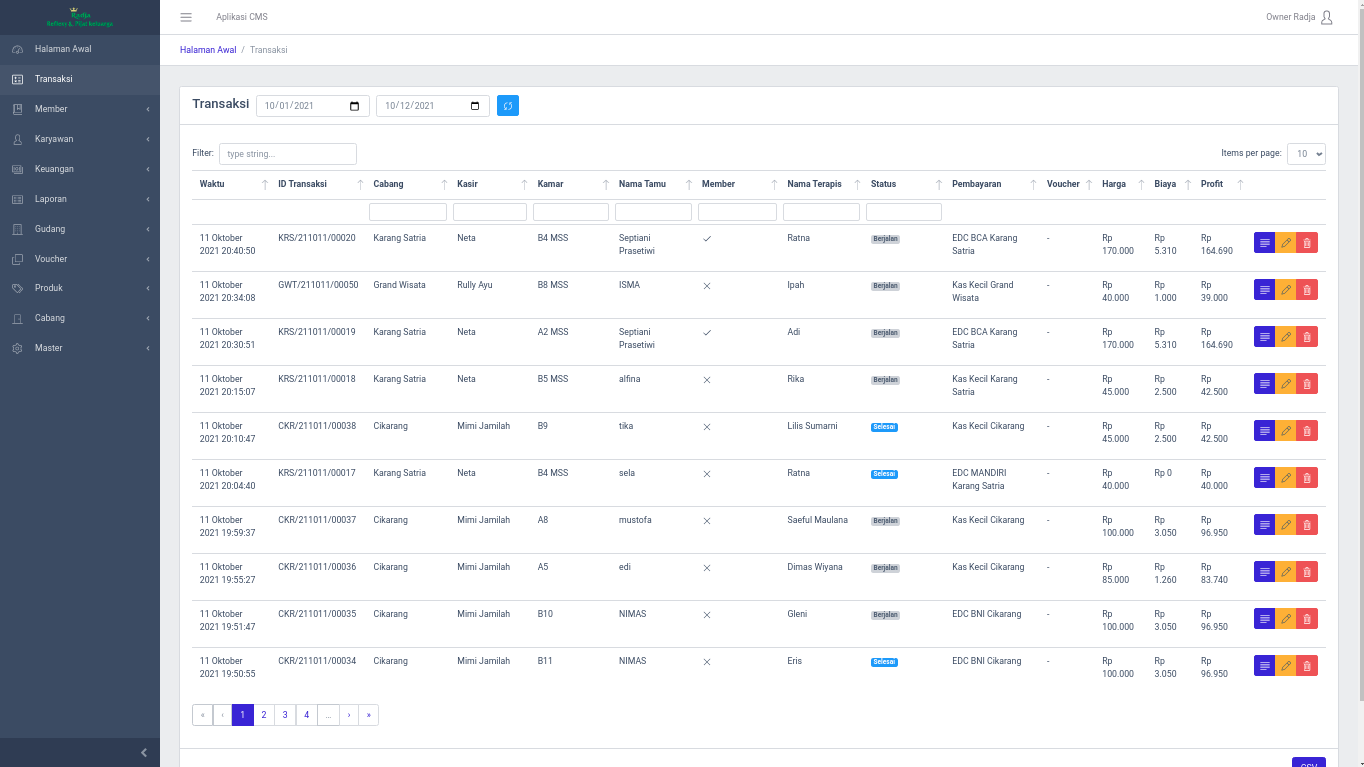 Radja
Refleksi & Pijat Keluarga
Aplikasi CMS
Owner Radja
Halaman Awal
Transaksi
Member
Karyawan
Keuangan
Laporan
Gudang
Voucher
Produk
Cabang
Master
Halaman Awal / Transaksi
Transaksi 10/01/2021 10/12/2021
Filter: type string... Items per page: 10
Waktu ID Transaksi Cabang Kasir Kamar Nama Tamu Member Nama Terapis Status Pembayaran Voucher Harga Biaya Profit
11 Oktober KRS/211011/00020 Karang Satria Neta B4 MSS Septiani Ratna Berjalan EDC BCA Karang - Rp Rp Rp
2021 20:40:50 Prasetiwi Satria 170.000 5.310 164.690
11 Oktober GWT/211011/00050 Grand Wisata Rully Ayu B8 MSS ISMA Ipah Berjalan Kas Kecil Grand - Rp Rp Rp
2021 20:34:08 Wisata 40.000 1.000 39.000
11 Oktober KRS/211011/00019 Karang Satria Neta A2 MSS Septiani Adi Berjalan EDC BCA Karang - Rp Rp Rp
2021 20:30:51 Prasetiwi Satria 170.000 5.310 164.690
11 Oktober KRS/211011/00018 Karang Satria Neta B5 MSS alfina Rika Berjalan Kas Kecil Karang - Rp Rp Rp
2021 20:15:07 Satria 45.000 2.500 42.500
11 Oktober CKR/211011/00038 Cikarang Mimi Jamilah B9 tika Lilis Sumarni Selesai Kas Kecil Cikarang - Rp Rp Rp
2021 20:10:47 45.000 2.500 42.500
11 Oktober KRS/211011/00017 Karang Satria Neta B4 MSS sela Ratna Selesai EDC MANDIRI - Rp Rp 0 Rp
2021 20:04:40 Karang Satria 40.000 40.000
11 Oktober CKR/211011/00037 Cikarang Mimi Jamilah A8 mustofa Saeful Maulana Berjalan Kas Kecil Cikarang - Rp Rp Rp
2021 19:59:37 100.000 3.050 96.950
11 Oktober CKR/211011/00036 Cikarang Mimi Jamilah A5 edi Dimas Wiyana Berjalan Kas Kecil Cikarang - Rp Rp Rp
2021 19:55:27 85.000 1.260 83.740
11 Oktober CKR/211011/00035 Cikarang Mimi Jamilah B10 NIMAS Gleni Berjalan EDC BNI Cikarang - Rp Rp Rp
2021 19:51:47 100.000 3.050 96.950
11 Oktober CKR/211011/00034 Cikarang Mimi Jamilah B11 NIMAS Eris Selesai EDC BNI Cikarang - Rp Rp Rp
2021 19:50:55 100.000 3.050 96.950
« ‹ 1 2 3 4 ... › »
CSV